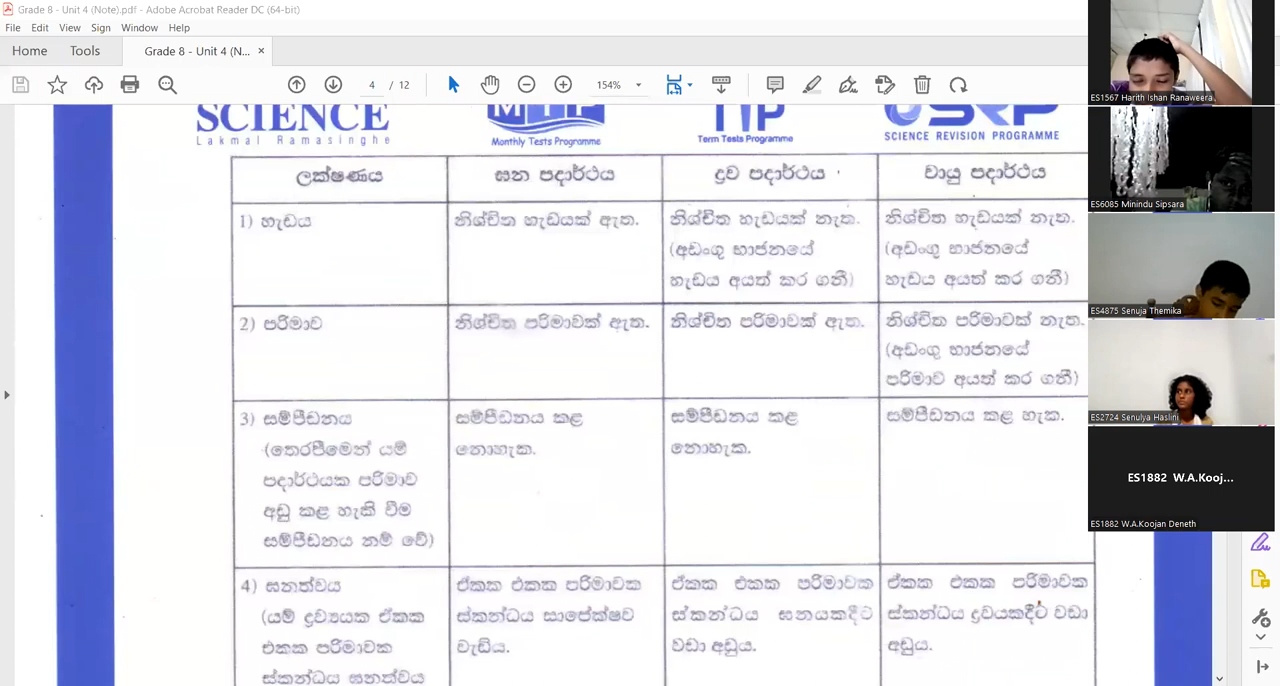 Grade 8 - Unit 4 (Note).pdf - Adobe Acrobat Reader DC (64-bit)
File Edit View Sign Window Help
Home Tools Grade 8 - Unit 4 (N... ×
4 / 12 154%
SCIENCE
Lakmal Ramasinghe
Monthly Tests Programme
Term Tests Programme
SRP
SCIENCE REVISION PROGRAMME
ලක්ෂණය ඝන පදාර්ථය ද්‍රව පදාර්ථය වායු පදාර්ථය
1) හැඩය නිශ්චිත හැඩයක් ඇත. නිශ්චිත හැඩයක් නැත. නිශ්චිත හැඩයක් නැත.
(අඩංගු භාජනයේ (අඩංගු භාජනයේ
හැඩය අයත් කර ගනී) හැඩය අයත් කර ගනී)
2) පරිමාව නිශ්චිත පරිමාවක් ඇත. නිශ්චිත පරිමාවක් ඇත. නිශ්චිත පරිමාවක් නැත.
(අඩංගු භාජනයේ
පරිමාව අයත් කර ගනී)
3) සම්පීඩනය සම්පීඩනය කළ සම්පීඩනය කළ සම්පීඩනය කළ හැක.
(තෙරපීමෙන් යම් නොහැක. නොහැක.
පදාර්ථයක පරිමාව
අඩු කළ හැකි වීම
සම්පීඩනය නම් වේ)
4) ඝනත්වය ඒකක ඒකක පරිමාවක ඒකක ඒකක පරිමාවක ඒකක ඒකක පරිමාවක
(යම් ද්‍රව්‍යයක ඒකක ස්කන්ධය සාපේක්ෂව ස්කන්ධය ඝනයකදීට ස්කන්ධය ද්‍රවයකදීට වඩා
ඒකක පරිමාවක වැඩිය. වඩා අඩුය. අඩුය.
ස්කන්ධය ඝනත්වය
ES1567 Harith Ishan Ranaweera
ES6085 Minindu Sipsara
ES4875 Senuja Themika
ES2724 Senulya Haslini
ES1882 W.A.Kooj...
ES1882 W.A.Koojan Deneth